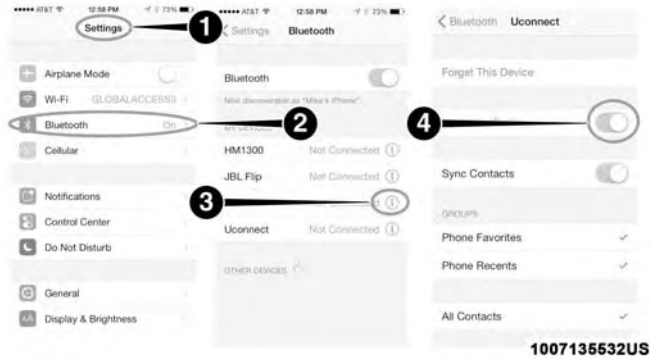 AT&T 12:58 PM 73%
Settings
1
Airplane Mode
Wi-Fi GLOBALACCESS
Bluetooth On
Cellular
Notifications
Control Center
Do Not Disturb
General
Display & Brightness
AT&T 12:58 PM 73%
Settings Bluetooth
Bluetooth
Now discoverable as "Mike's iPhone".
2
MY DEVICES
HM1300 Not Connected
JBL Flip Not Connected
3
Uconnect Not Connected
OTHER DEVICES
Bluetooth Uconnect
Forget This Device
4
Sync Contacts
GROUPS
Phone Favorites
Phone Recents
All Contacts
1007135532US